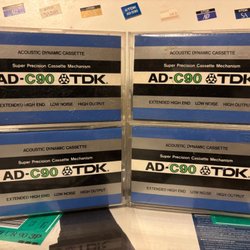 ACOUSTIC DYNAMIC CASSETTE
Super Precision Cassette Mechanism
AD-C90 TDK
EXTENDED HIGH END LOW NOISE HIGH OUTPUT
ACOUSTIC DYNAMIC CASSETTE
Super Precision Cassette Mechanism
AD-C90 TDK.
EXTENDED HIGH END LOW NOISE HIGH OUTPUT
ACOUSTIC DYNAMIC CASSETTE
Super Precision Cassette Mechanism
AD-C90 TDK
EXTENDED HIGH END LOW NOISE HIGH OUTPUT
ACOUSTIC DYNAMIC CASSETTE
Super Precision Cassette Mechanism
AD-C90 TDK.
EXTENDED HIGH END LOW NOISE HIGH OUTPUT